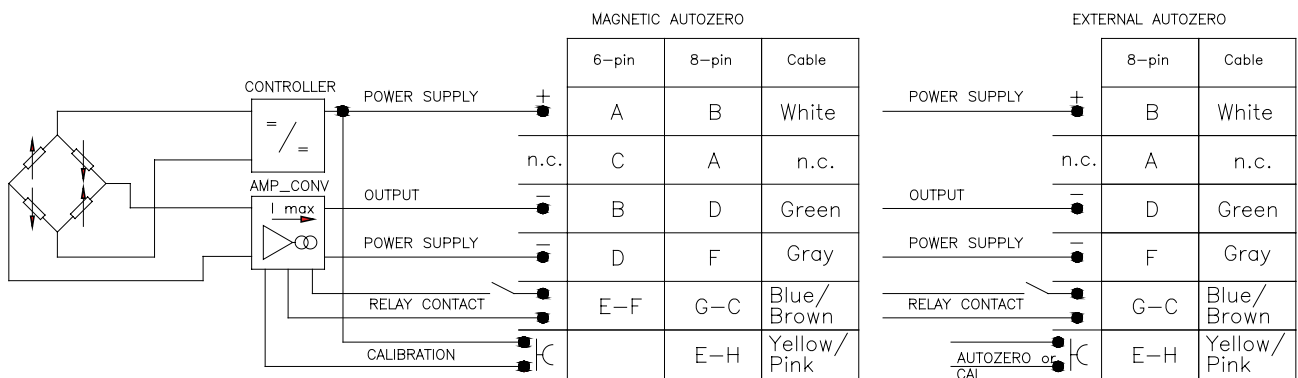 MAGNETIC AUTOZERO
EXTERNAL AUTOZERO
6-pin 8-pin Cable
8-pin Cable
CONTROLLER
= / =
POWER SUPPLY + A B White
POWER SUPPLY + B White
n.c. C A n.c.
n.c. A n.c.
AMP_CONV
I max
OUTPUT - B D Green
OUTPUT - D Green
POWER SUPPLY - D F Gray
POWER SUPPLY - F Gray
RELAY CONTACT E-F G-C Blue/
Brown
RELAY CONTACT G-C Blue/
Brown
CALIBRATION E-H Yellow/
Pink
AUTOZERO or
CAL
E-H Yellow/
Pink